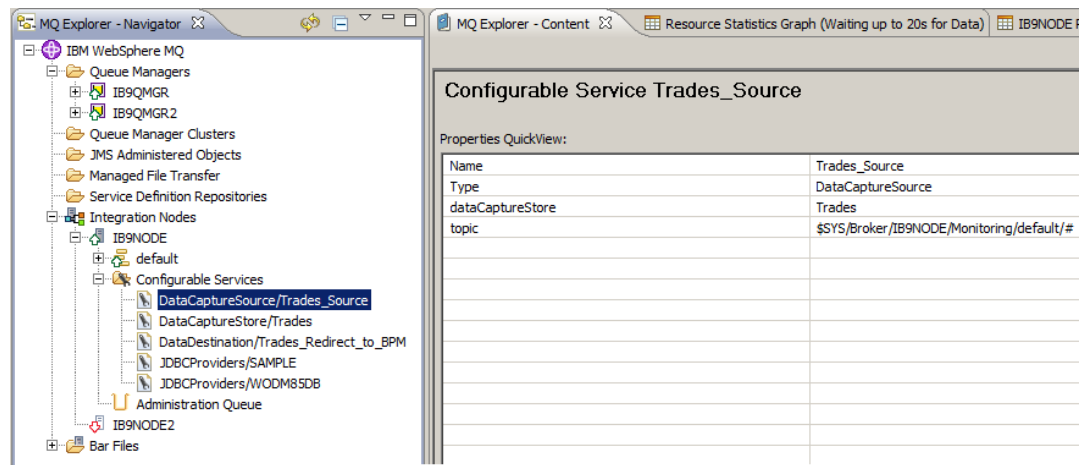 MQ Explorer - Navigator
IBM WebSphere MQ
Queue Managers
IB9QMGR
IB9QMGR2
Queue Manager Clusters
JMS Administered Objects
Managed File Transfer
Service Definition Repositories
Integration Nodes
IB9NODE
default
Configurable Services
DataCaptureSource/Trades_Source
DataCaptureStore/Trades
DataDestination/Trades_Redirect_to_BPM
JDBCProviders/SAMPLE
JDBCProviders/WODM85DB
Administration Queue
IB9NODE2
Bar Files
MQ Explorer - Content
Resource Statistics Graph (Waiting up to 20s for Data)
IB9NODE
Configurable Service Trades_Source
Properties QuickView:
Name Trades_Source
Type DataCaptureSource
dataCaptureStore Trades
topic $SYS/Broker/IB9NODE/Monitoring/default/#